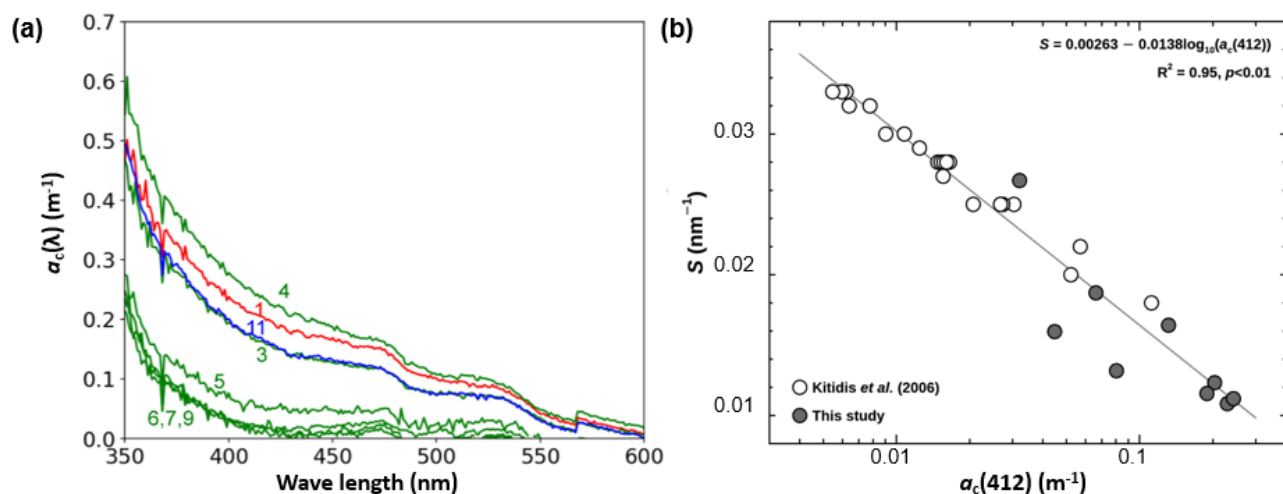 (a)
0.7
0.6
0.5
0.4
0.3
0.2
0.1
0.0
a_c(λ) (m⁻¹)
4
1
11
3
5
6,7,9
350
400
450
500
550
600
Wave length (nm)
(b)
S = 0.00263 − 0.0138log₁₀(a_c(412))
R² = 0.95, p<0.01
0.03
0.02
0.01
S (nm⁻¹)
Kitidis et al. (2006)
This study
0.01
0.1
a_c(412) (m⁻¹)